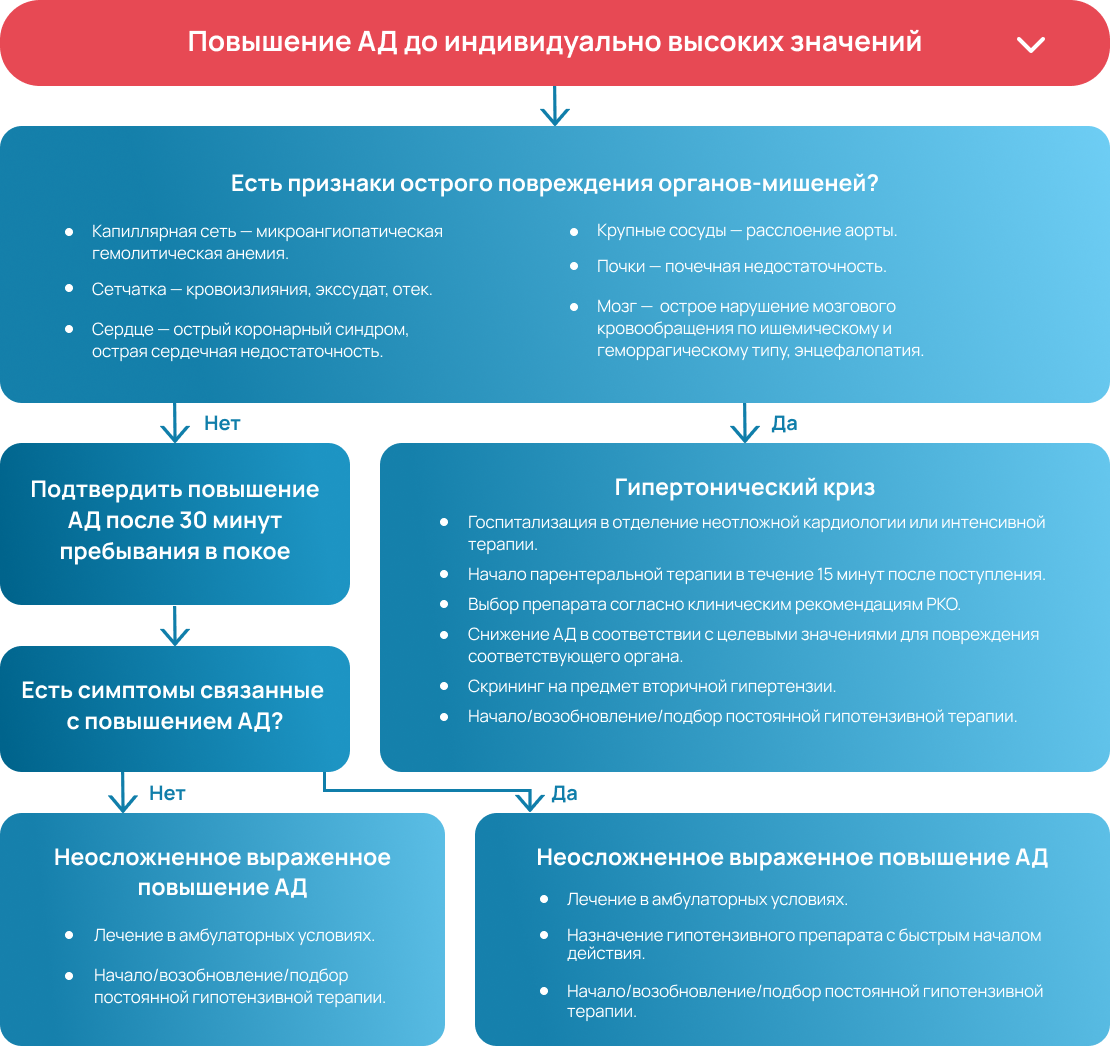 Повышение АД до индивидуально высоких значений
Есть признаки острого повреждения органов-мишеней?
Капиллярная сеть — микроангиопатическая
гемолитическая анемия.
Сетчатка — кровоизлияния, экссудат, отек.
Сердце — острый коронарный синдром,
острая сердечная недостаточность.
Крупные сосуды — расслоение аорты.
Почки — почечная недостаточность.
Мозг — острое нарушение мозгового
кровообращения по ишемическому и
геморрагическому типу, энцефалопатия.
Нет
Да
Подтвердить повышение
АД после 30 минут
пребывания в покое
Есть симптомы связанные
с повышением АД?
Гипертонический криз
Госпитализация в отделение неотложной кардиологии или интенсивной
терапии.
Начало парентеральной терапии в течение 15 минут после поступления.
Выбор препарата согласно клиническим рекомендациям РКО.
Снижение АД в соответствии с целевыми значениями для повреждения
соответствующего органа.
Скрининг на предмет вторичной гипертензии.
Начало/возобновление/подбор постоянной гипотензивной терапии.
Нет
Да
Неосложненное выраженное
повышение АД
Лечение в амбулаторных условиях.
Начало/возобновление/подбор
постоянной гипотензивной терапии.
Неосложненное выраженное повышение АД
Лечение в амбулаторных условиях.
Назначение гипотензивного препарата с быстрым началом
действия.
Начало/возобновление/подбор постоянной гипотензивной
терапии.